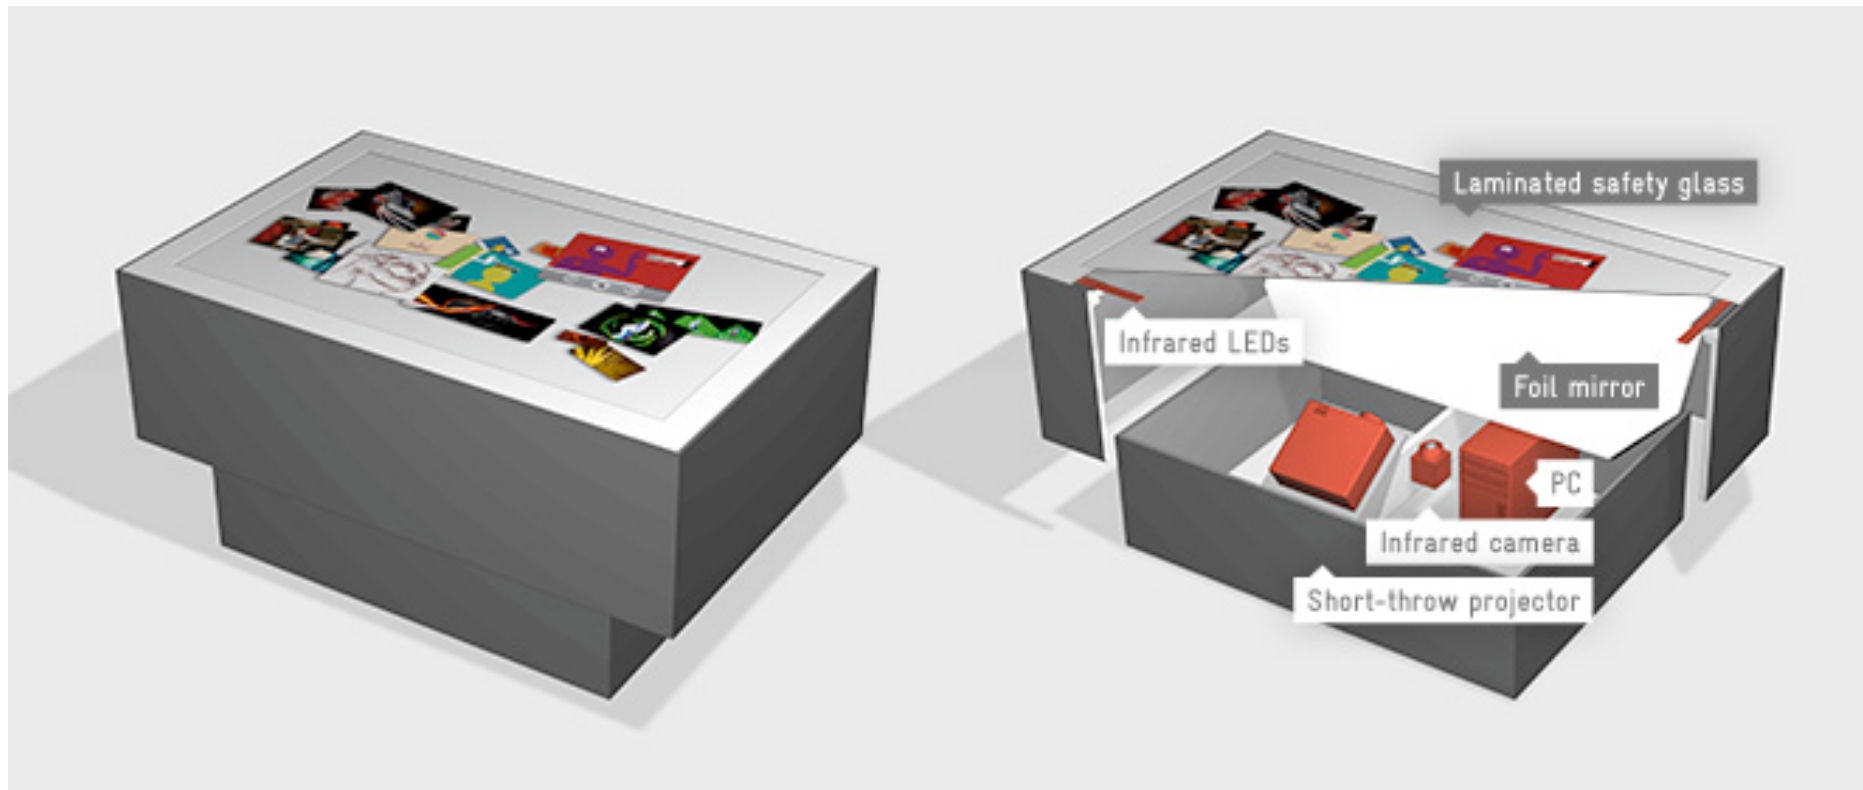 Laminated safety glass
Infrared LEDs
Foil mirror
PC
Infrared camera
Short-throw projector